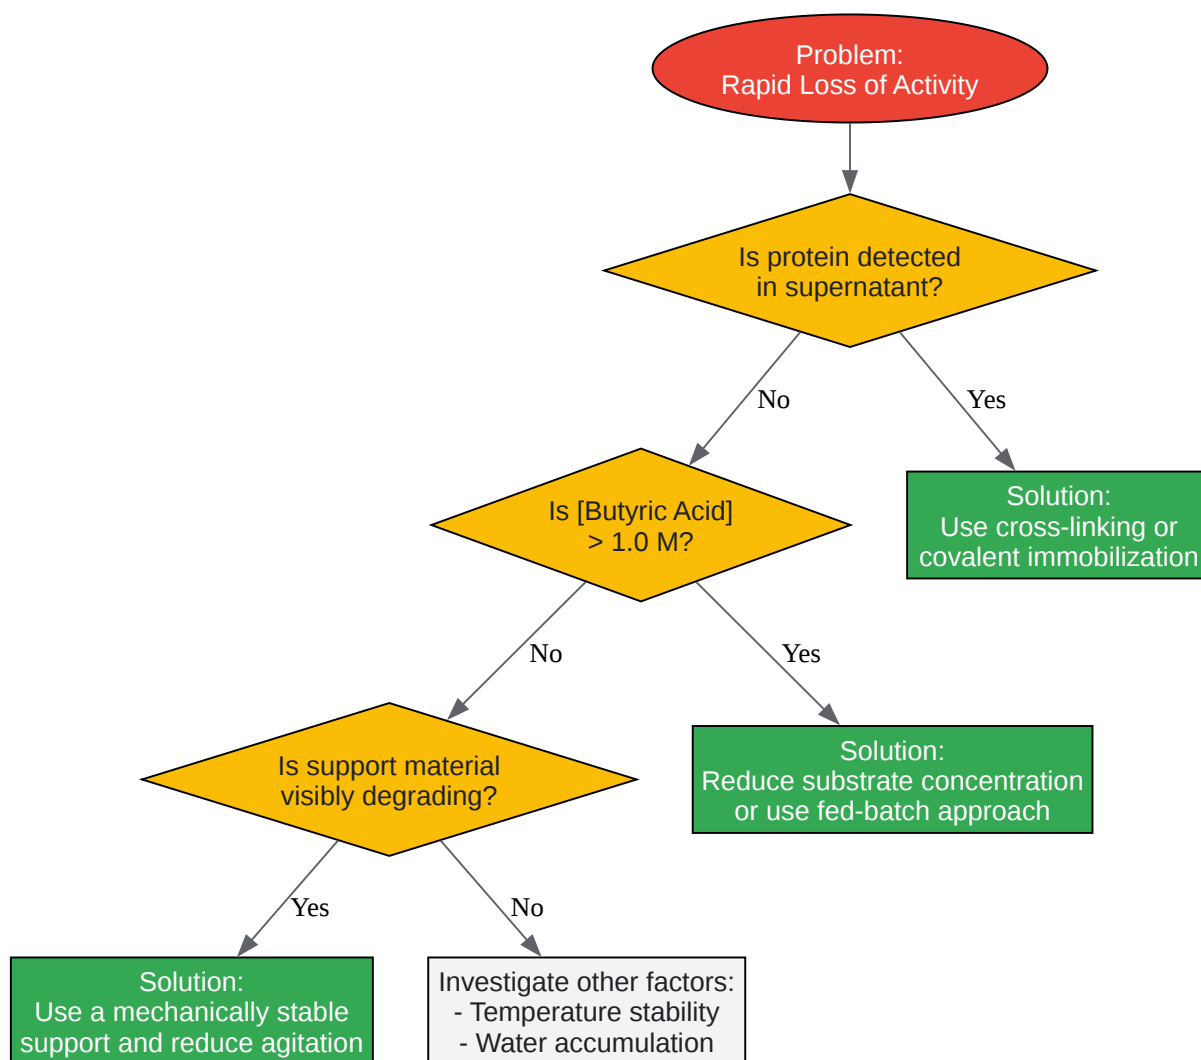 Problem:
Rapid Loss of Activity
Is protein detected
in supernatant?
No
Yes
Is [Butyric Acid]
> 1.0 M?
Solution:
Use cross-linking or
covalent immobilization
No
Yes
Is support material
visibly degrading?
Solution:
Reduce substrate concentration
or use fed-batch approach
Yes
No
Solution:
Use a mechanically stable
support and reduce agitation
Investigate other factors:
- Temperature stability
- Water accumulation